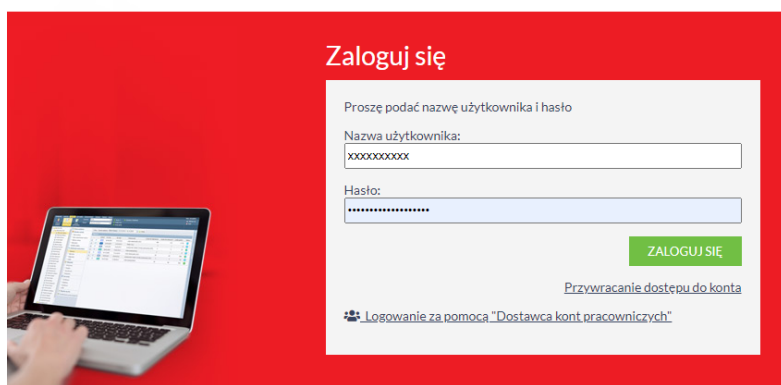 Zaloguj się
Proszę podać nazwę użytkownika i hasło
Nazwa użytkownika:
xxxxxxxxxx
Hasło:
•••••••••••••••••••
ZALOGUJ SIĘ
Przywracanie dostępu do konta
Logowanie za pomocą "Dostawca kont pracowniczych"